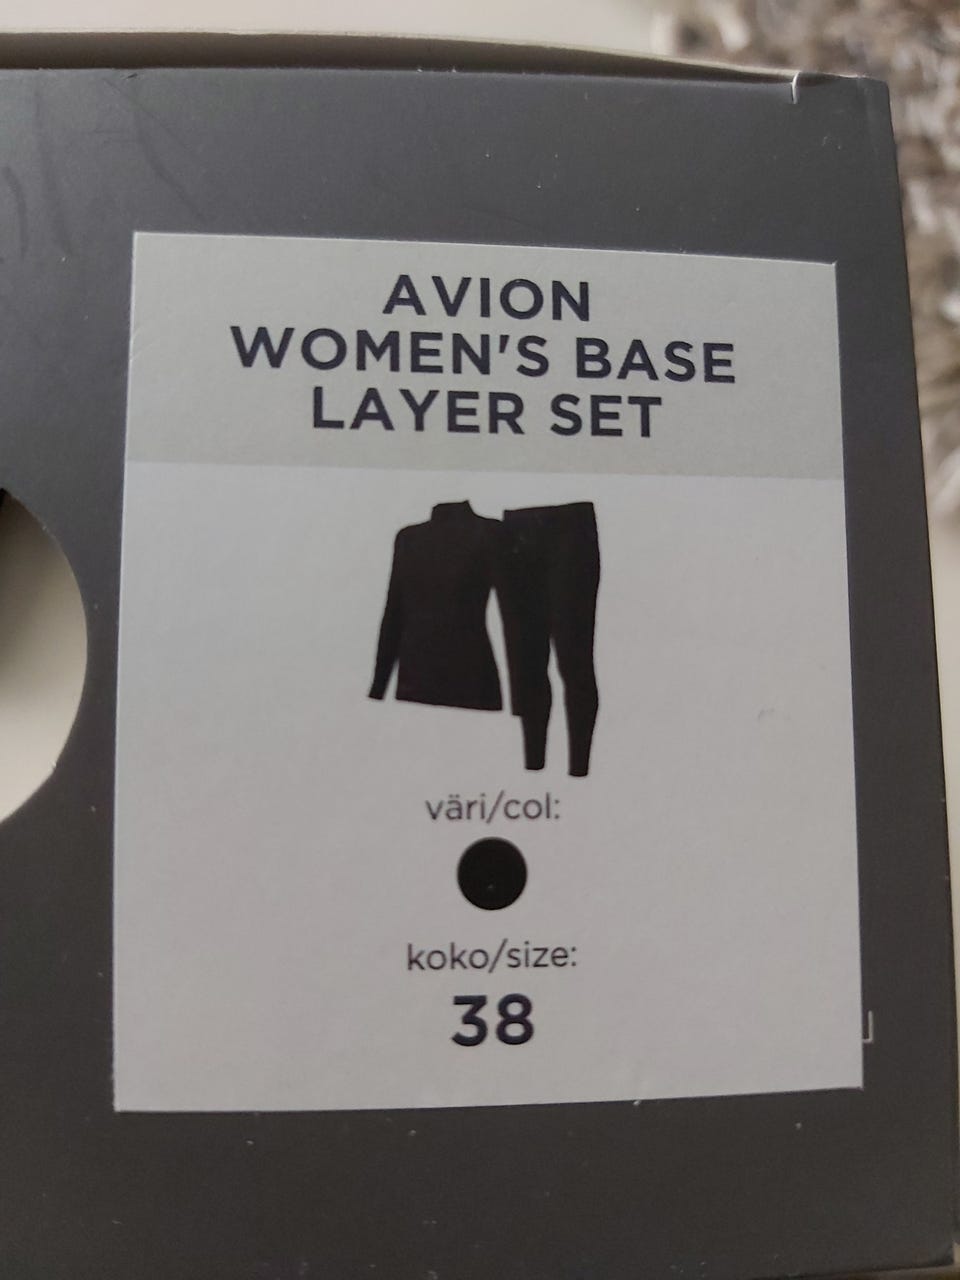 AVION
WOMEN'S BASE
LAYER SET
väri/col:
koko/size:
38